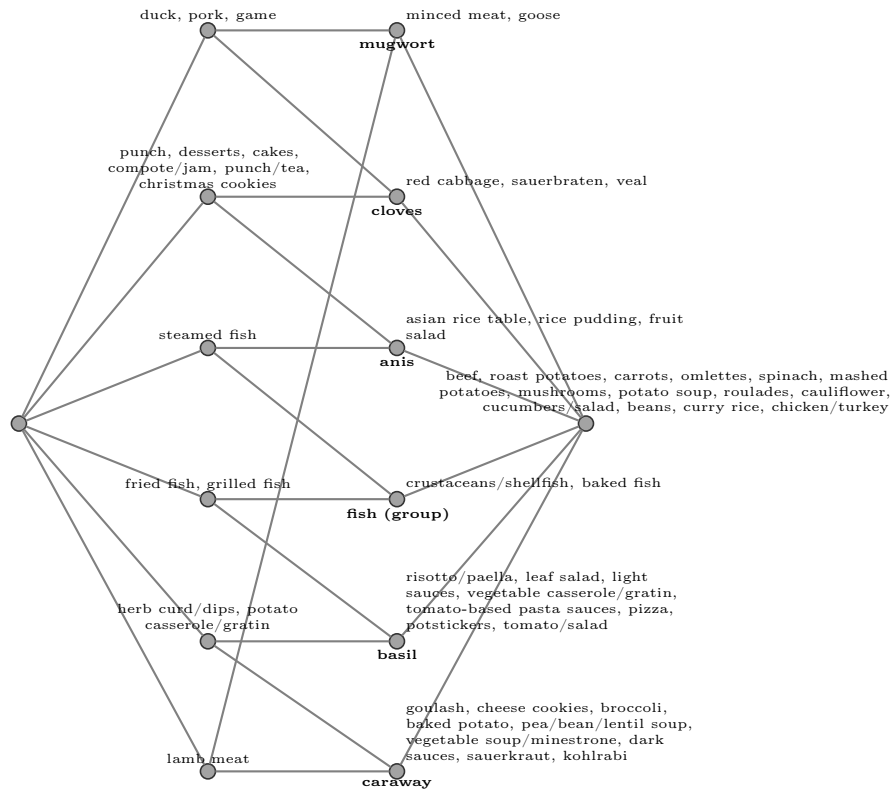 duck, pork, game
minced meat, goose
mugwort
punch, desserts, cakes,
compote/jam, punch/tea,
christmas cookies
red cabbage, sauerbraten, veal
cloves
steamed fish
asian rice table, rice pudding, fruit
salad
anis
beef, roast potatoes, carrots, omlettes, spinach, mashed
potatoes, mushrooms, potato soup, roulades, cauliflower,
cucumbers/salad, beans, curry rice, chicken/turkey
fried fish, grilled fish
crustaceans/shellfish, baked fish
fish (group)
herb curd/dips, potato
casserole/gratin
risotto/paella, leaf salad, light
sauces, vegetable casserole/gratin,
tomato-based pasta sauces, pizza,
potstickers, tomato/salad
basil
lamb meat
goulash, cheese cookies, broccoli,
baked potato, pea/bean/lentil soup,
vegetable soup/minestrone, dark
sauces, sauerkraut, kohlrabi
caraway